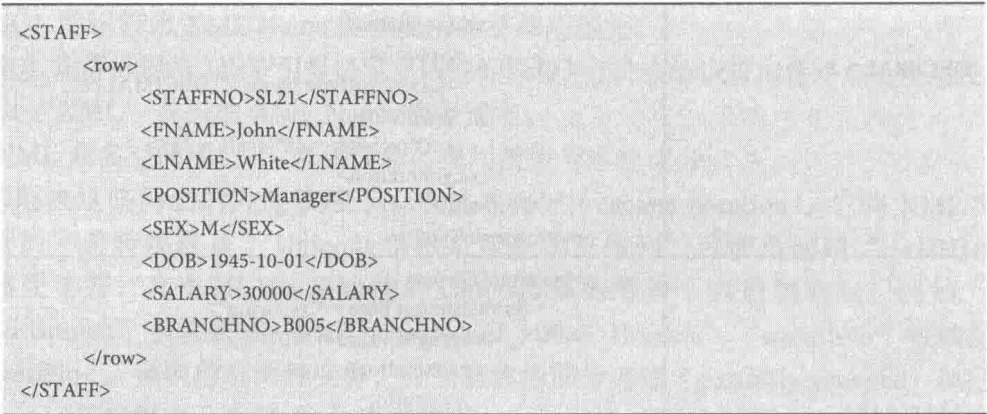 <STAFF>
<row>
<STAFFNO>SL21</STAFFNO>
<FNAME>John</FNAME>
<LNAME>White</LNAME>
<POSITION>Manager</POSITION>
<SEX>M</SEX>
<DOB>1945-10-01</DOB>
<SALARY>30000</SALARY>
<BRANCHNO>B005</BRANCHNO>
</row>
</STAFF>